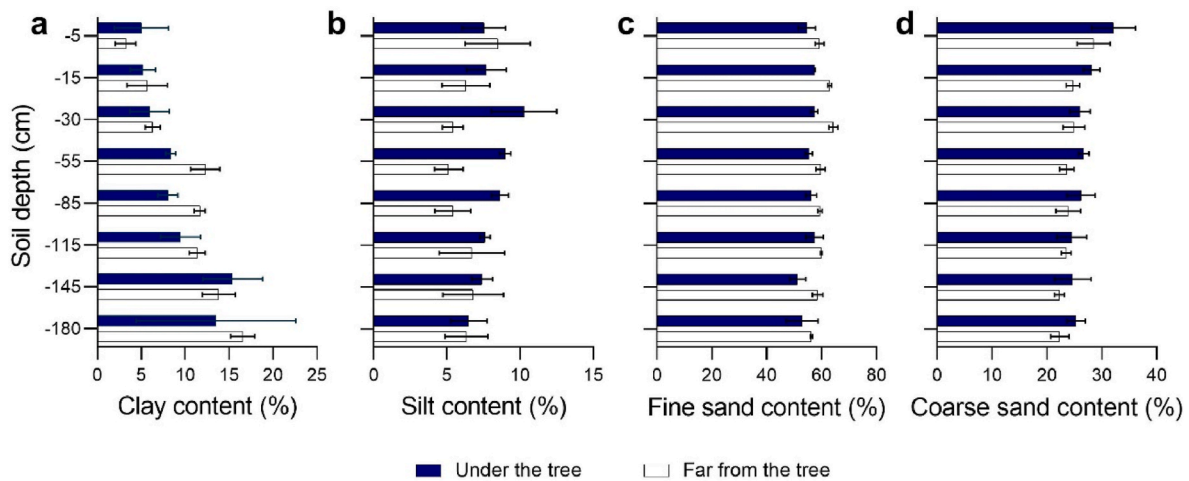 a
b
c
d
Soil depth (cm)
-5
-15
-30
-55
-85
-115
-145
-180
0 5 10 15 20 25
0 5 10 15
0 20 40 60 80
0 10 20 30 40
Clay content (%)
Silt content (%)
Fine sand content (%)
Coarse sand content (%)
Under the tree
Far from the tree